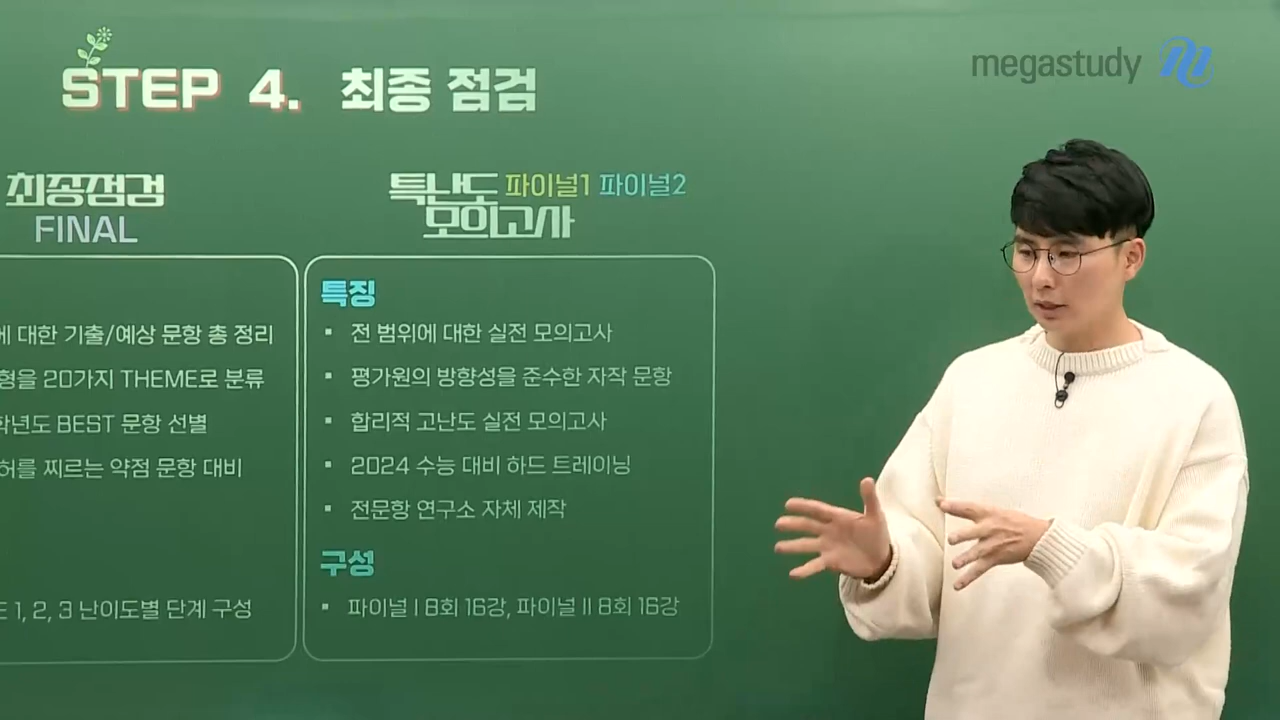 STEP 4. 최종 점검
megastudy
최종점검
FINAL
특난도 파이널1 파이널2
모의고사
에 대한 기출/예상 문항 총 정리
형을 20가지 THEME로 분류
학년도 BEST 문항 선별
허를 찌르는 약점 문항 대비
1, 2, 3 난이도별 단계 구성
특징
▪ 전 범위에 대한 실전 모의고사
▪ 평가원의 방향성을 준수한 자작 문항
▪ 합리적 고난도 실전 모의고사
▪ 2024 수능 대비 하드 트레이닝
▪ 전문항 연구소 자체 제작
구성
▪ 파이널 I 8회 16강, 파이널 II 8회 16강